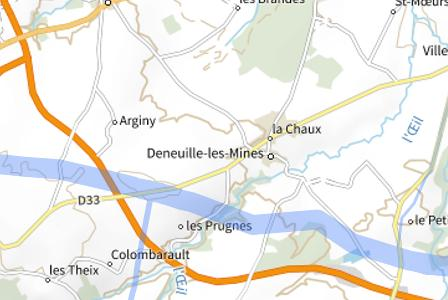 les Brandes
St-Mœurs
Ville
Arginy
la Chaux
l'Œil
Deneuille-les-Mines
D33
les Prugnes
le Peti
Colombarault
les Theix
l'Œil